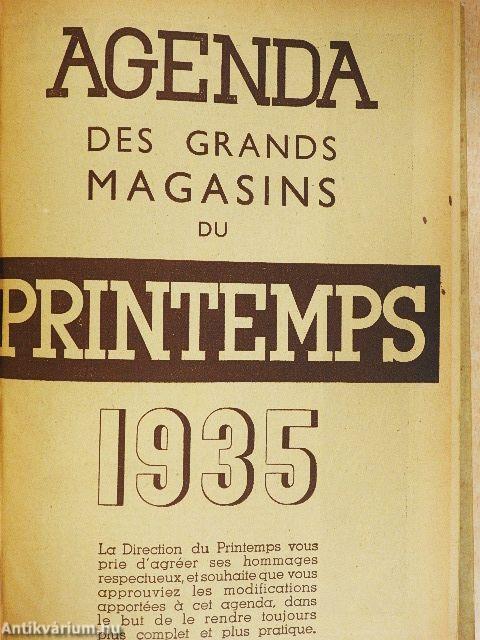 AGENDA
DES GRANDS
MAGASINS
DU
PRINTEMPS
1935
La Direction du Printemps vous
prie d'agréer ses hommages
respectueux, et souhaite que vous
approuviez les modifications
apportées à cet agenda, dans
le but de le rendre toujours
plus complet et plus pratique.
Antikvárium.hu